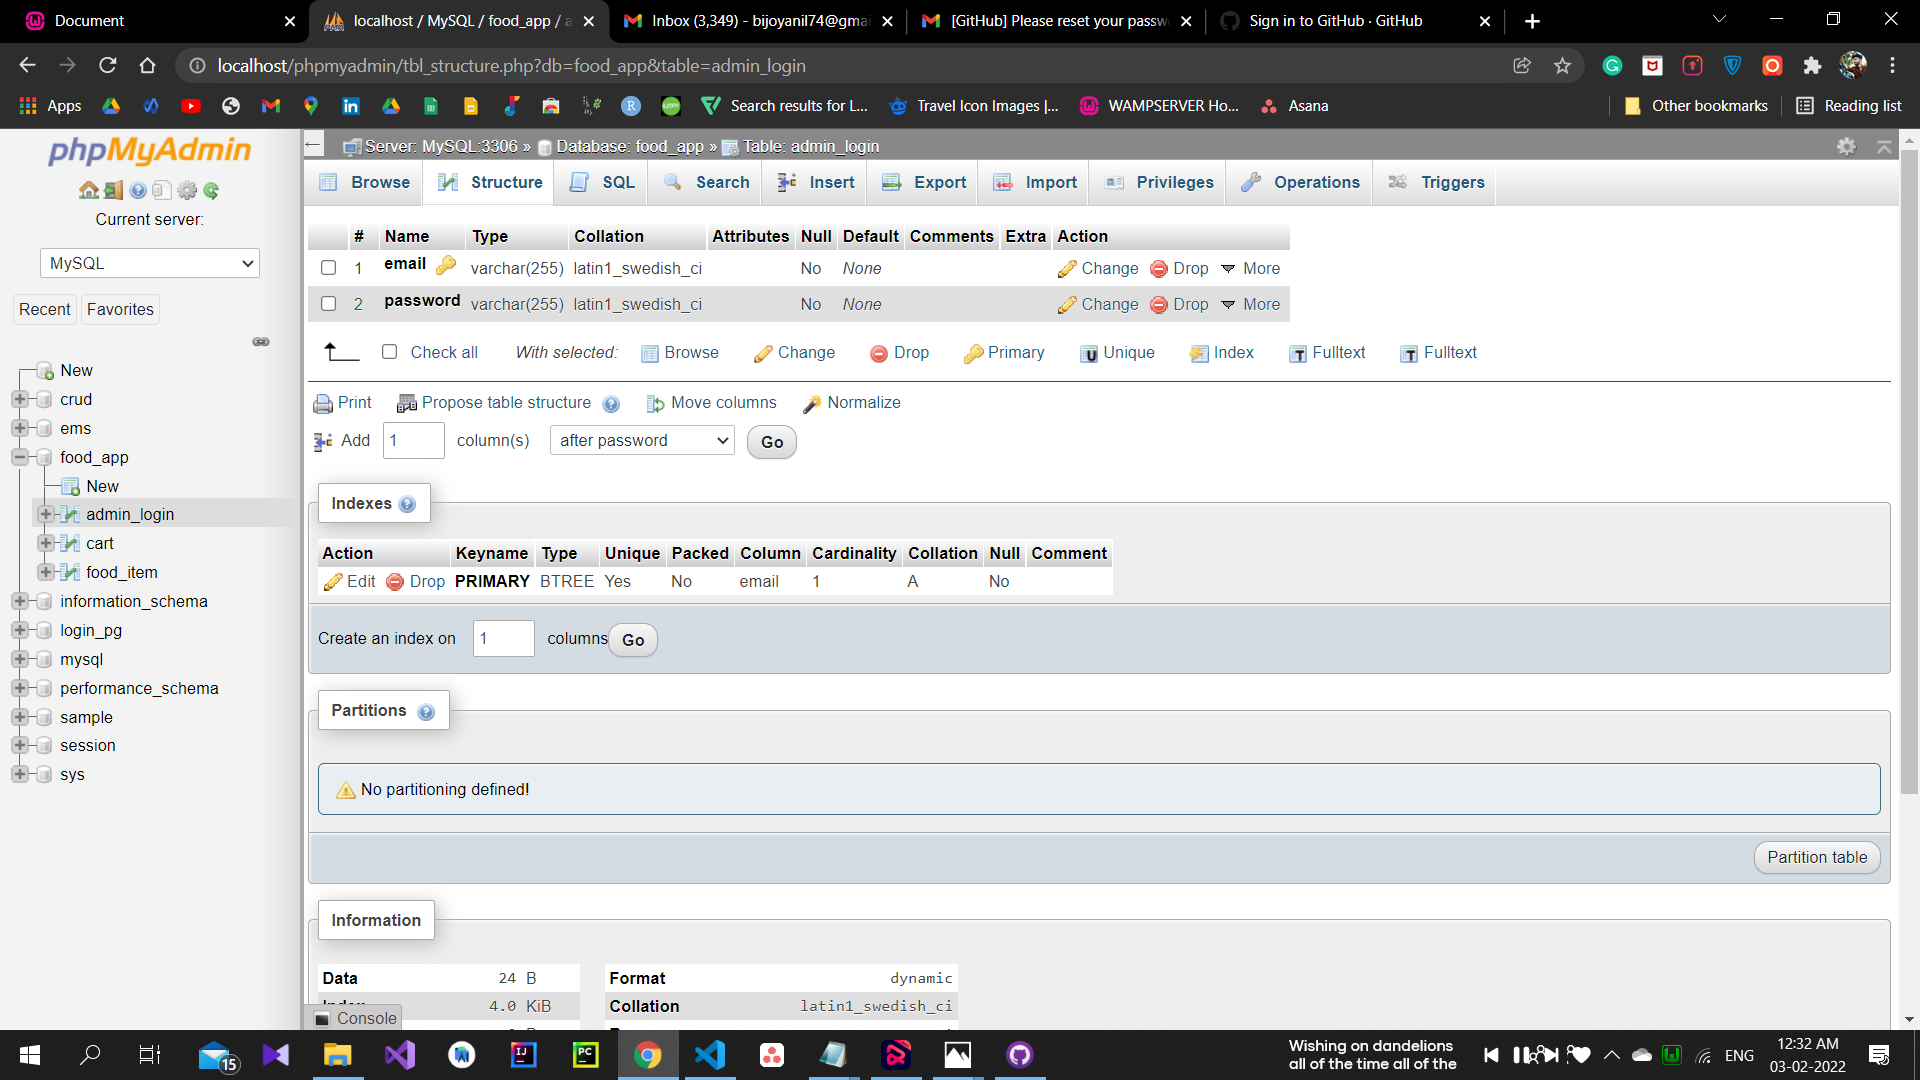 Document
localhost / MySQL / food_app / a
Inbox (3,349) - bijoyanil74@gmai
[GitHub] Please reset your passw
Sign in to GitHub · GitHub
localhost/phpmyadmin/tbl_structure.php?db=food_app&table=admin_login
Apps
Search results for L...
Travel Icon Images |...
WAMPSERVER Ho...
Asana
Other bookmarks
Reading list
phpMyAdmin
Current server:
MySQL
Recent Favorites
New
crud
ems
food_app
New
admin_login
cart
food_item
information_schema
login_pg
mysql
performance_schema
sample
session
sys
Server: MySQL:3306 » Database: food_app » Table: admin_login
Browse Structure SQL Search Insert Export Import Privileges Operations Triggers
# Name Type Collation Attributes Null Default Comments Extra Action
1 email varchar(255) latin1_swedish_ci No None Change Drop More
2 password varchar(255) latin1_swedish_ci No None Change Drop More
Check all With selected: Browse Change Drop Primary Unique Index Fulltext Fulltext
Print Propose table structure Move columns Normalize
Add 1 column(s) after password Go
Indexes
Action Keyname Type Unique Packed Column Cardinality Collation Null Comment
Edit Drop PRIMARY BTREE Yes No email 1 A No
Create an index on 1 columns Go
Partitions
No partitioning defined!
Partition table
Information
Data 24 B
4.0 KiB
Format dynamic
Collation latin1_swedish_ci
Console
15
Wishing on dandelions
all of the time all of the
ENG
12:32 AM
03-02-2022